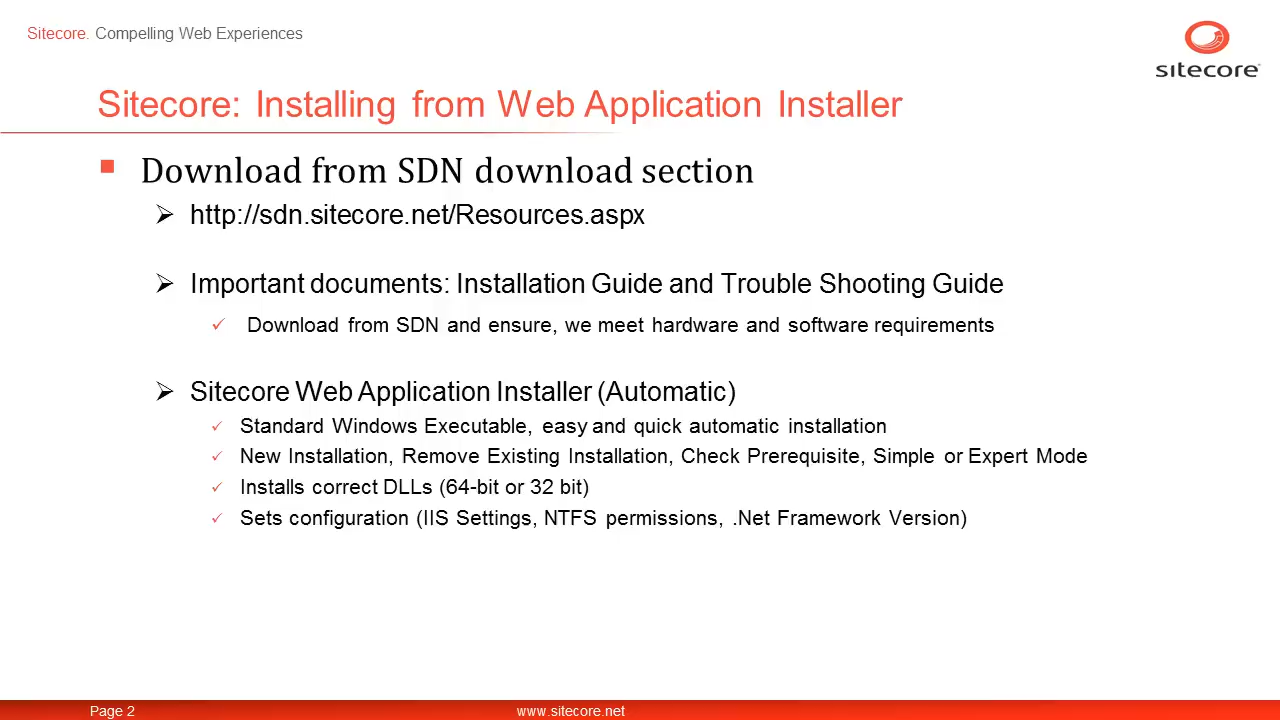 Sitecore. Compelling Web Experiences
sitecore
Sitecore: Installing from Web Application Installer
Download from SDN download section
http://sdn.sitecore.net/Resources.aspx
Important documents: Installation Guide and Trouble Shooting Guide
Download from SDN and ensure, we meet hardware and software requirements
Sitecore Web Application Installer (Automatic)
Standard Windows Executable, easy and quick automatic installation
New Installation, Remove Existing Installation, Check Prerequisite, Simple or Expert Mode
Installs correct DLLs (64-bit or 32 bit)
Sets configuration (IIS Settings, NTFS permissions, .Net Framework Version)
Page 2
www.sitecore.net